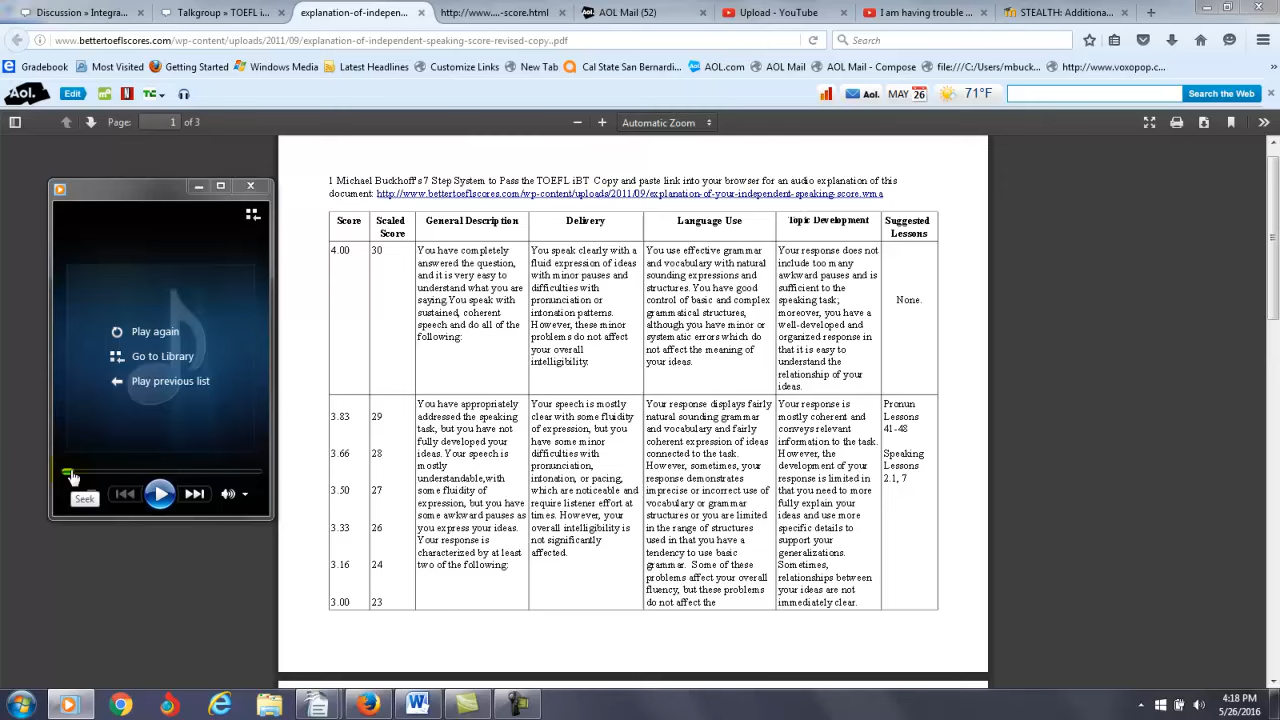 Discussion » Integra...
Talkgroup » TOEFL i...
explanation-of-indepen...
http://www....-score.html
AOL Mail (52)
Upload - YouTube
I am having trouble ...
STEALTH: Additiona...
www.bettertoeflscores.com/wp-content/uploads/2011/09/explanation-of-independent-speaking-score-revised-copy..pdf
Search
Gradebook
Most Visited
Getting Started
Windows Media
Latest Headlines
Customize Links
New Tab
Cal State San Bernardi...
AOL.com
AOL Mail
AOL Mail - Compose
file:///C:/Users/mbuck...
http://www.voxopop.c...
Aol.
Edit
TC
Aol.
MAY 26
71°F
Search the Web
Page: 1 of 3
Automatic Zoom
1 Michael Buckhoff's 7 Step System to Pass the TOEFL iBT Copy and paste link into your browser for an audio explanation of this
document: http://www.bettertoeflscores.com/wp-content/uploads/2011/09/explanation-of-your-independent-speaking-score.wma
Score
Scaled
Score
General Description
Delivery
Language Use
Topic Development
Suggested
Lessons
4.00
30
You have completely
answered the question,
and it is very easy to
understand what you are
saying.You speak with
sustained, coherent
speech and do all of the
following:
You speak clearly with a
fluid expression of ideas
with minor pauses and
difficulties with
pronunciation or
intonation patterns.
However, these minor
problems do not affect
your overall
intelligibility.
You use effective grammar
and vocabulary with natural
sounding expressions and
structures. You have good
control of basic and complex
grammatical structures,
although you have minor or
systematic errors which do
not affect the meaning of
your ideas.
Your response does not
include too many
awkward pauses and is
sufficient to the
speaking task;
moreover, you have a
well-developed and
organized response in
that it is easy to
understand the
relationship of your
ideas.
None.
3.83
3.66
3.50
3.33
3.16
3.00
29
28
27
26
24
23
You have appropriately
addressed the speaking
task, but you have not
fully developed your
ideas. Your speech is
mostly
understandable,with
some fluidity of
expression, but you have
some awkward pauses as
you express your ideas.
Your response is
characterized by at least
two of the following:
Your speech is mostly
clear with some fluidity
of expression, but you
have some minor
difficulties with
pronunciation,
intonation, or pacing,
which are noticeable and
require listener effort at
times. However, your
overall intelligibility is
not significantly
affected.
Your response displays fairly
natural sounding grammar
and vocabulary and fairly
coherent expression of ideas
connected to the task.
However, sometimes, your
response demonstrates
imprecise or incorrect use of
vocabulary or grammar
structures or you are limited
in the range of structures
used in that you have a
tendency to use basic
grammar. Some of these
problems affect your overall
fluency, but these problems
do not affect the
Your response is
mostly coherent and
conveys relevant
information to the task.
However, the
development of your
response is limited in
that you need to more
fully explain your
ideas and use more
specific details to
support your
generalizations.
Sometimes,
relationships between
your ideas are not
immediately clear.
Pronun
Lessons
41-48
Speaking
Lessons
2.1, 7
Play again
Go to Library
Play previous list
Seek
4:18 PM
5/26/2016